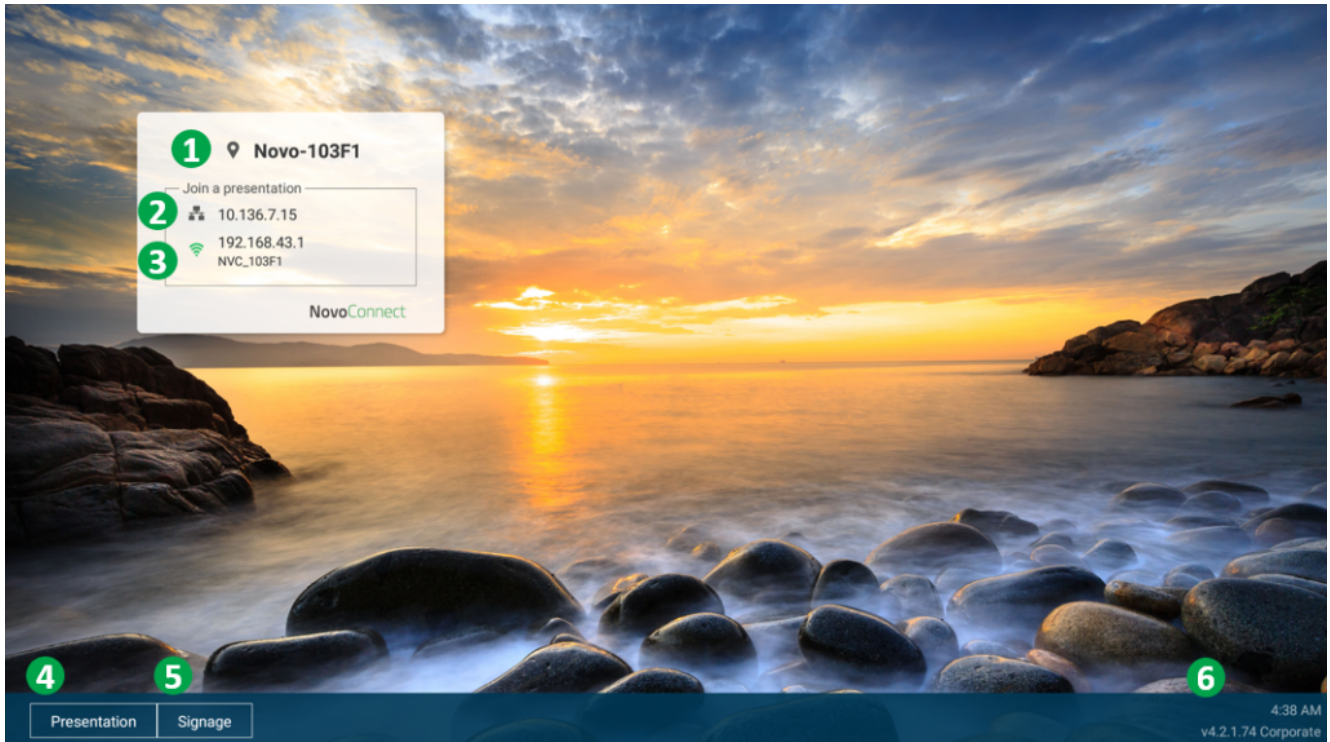 1 Novo-103F1
Join a presentation
2 10.136.7.15
3 192.168.43.1
NVC_103F1
NovoConnect
4 5 6
Presentation Signage 4:38 AM
v4.2.1.74 Corporate